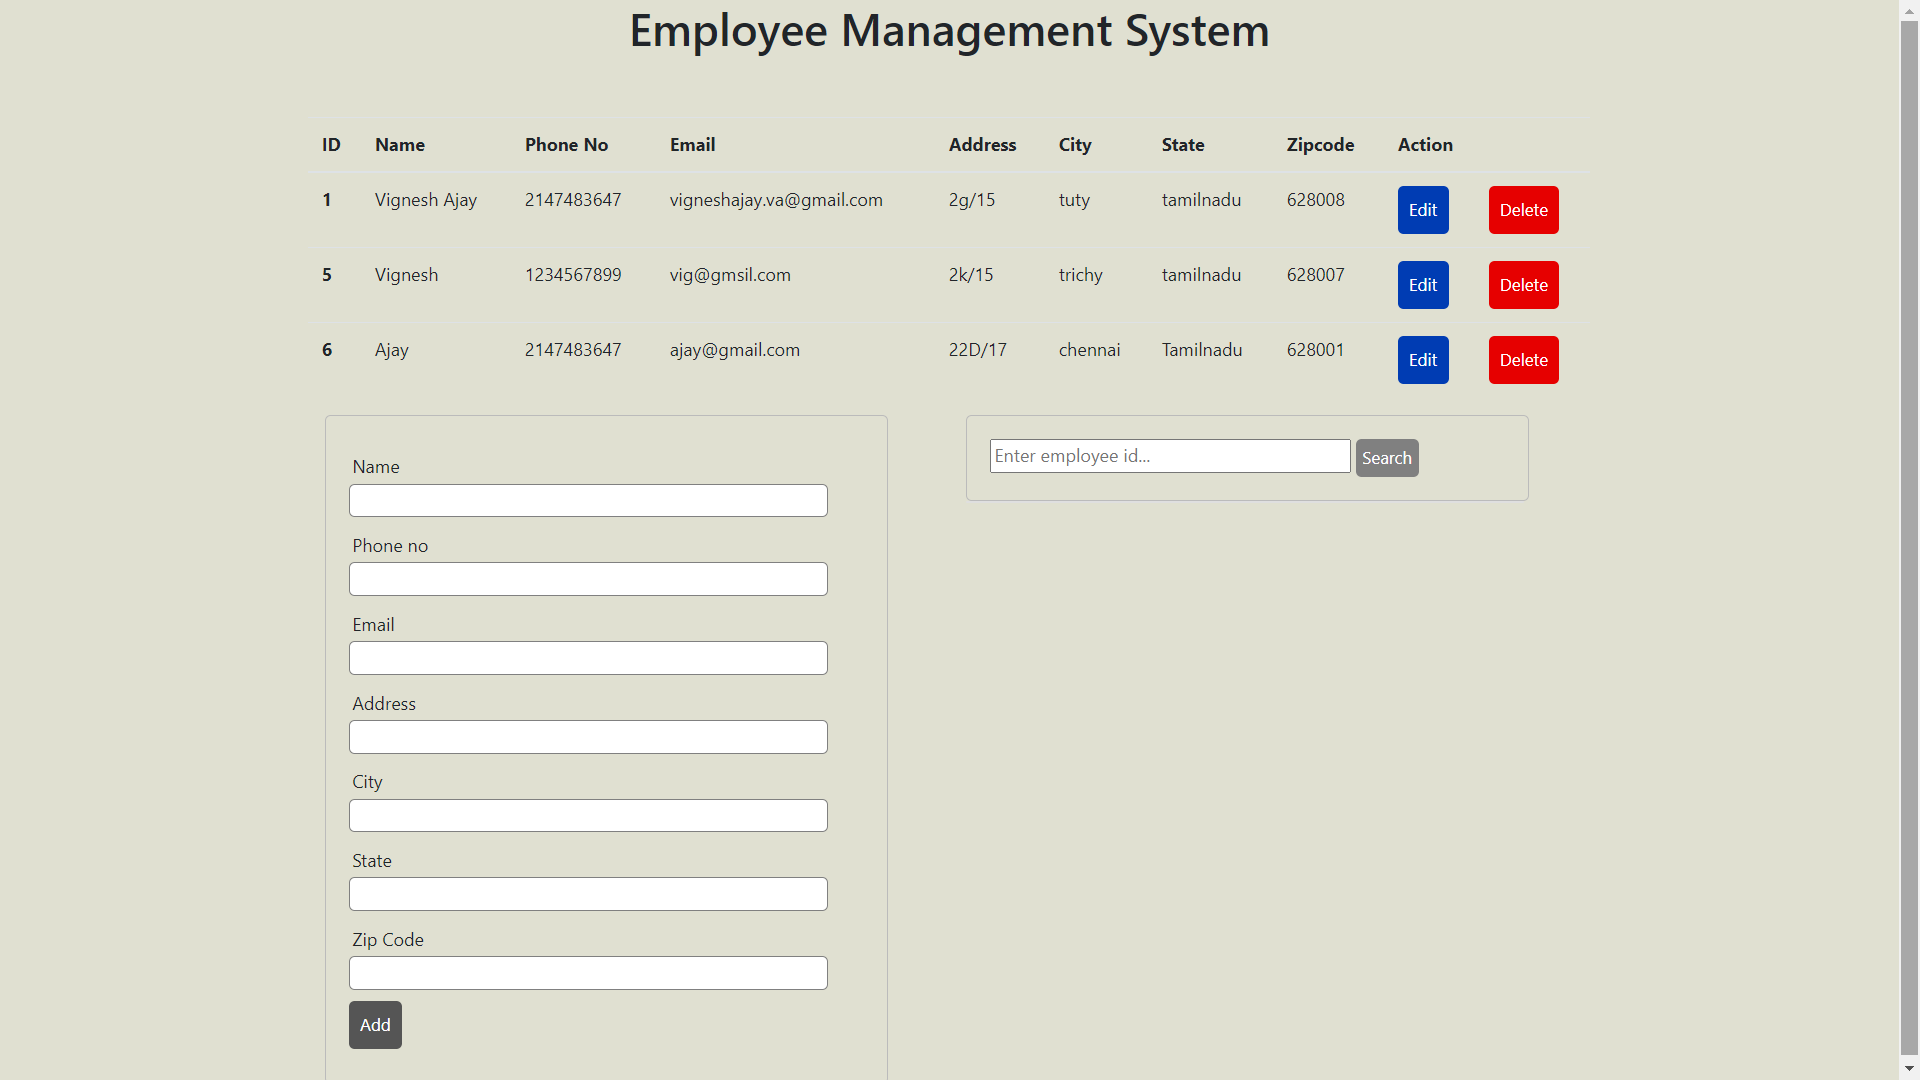 Employee Management System
ID Name Phone No Email Address City State Zipcode Action
1 Vignesh Ajay 2147483647 vigneshajay.va@gmail.com 2g/15 tuty tamilnadu 628008 Edit Delete
5 Vignesh 1234567899 vig@gmsil.com 2k/15 trichy tamilnadu 628007 Edit Delete
6 Ajay 2147483647 ajay@gmail.com 22D/17 chennai Tamilnadu 628001 Edit Delete
Name
Phone no
Email
Address
City
State
Zip Code
Add
Enter employee id... Search